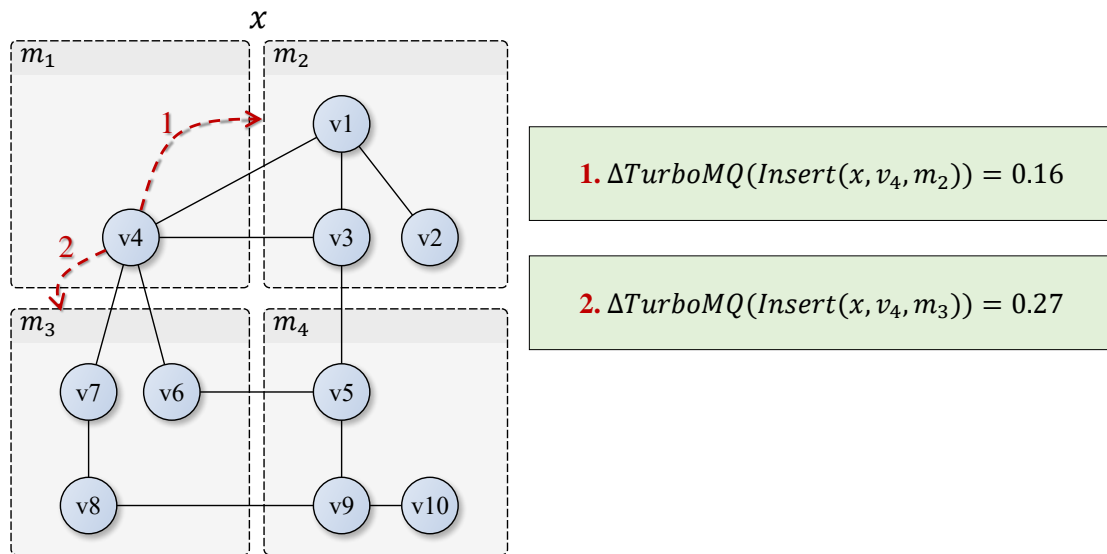 x
m₁
m₂
1
v1
v4
v3
v2
2
m₃
m₄
v7
v6
v5
v8
v9
v10
1. ΔTurboMQ(Insert(x, v₄, m₂)) = 0.16
2. ΔTurboMQ(Insert(x, v₄, m₃)) = 0.27